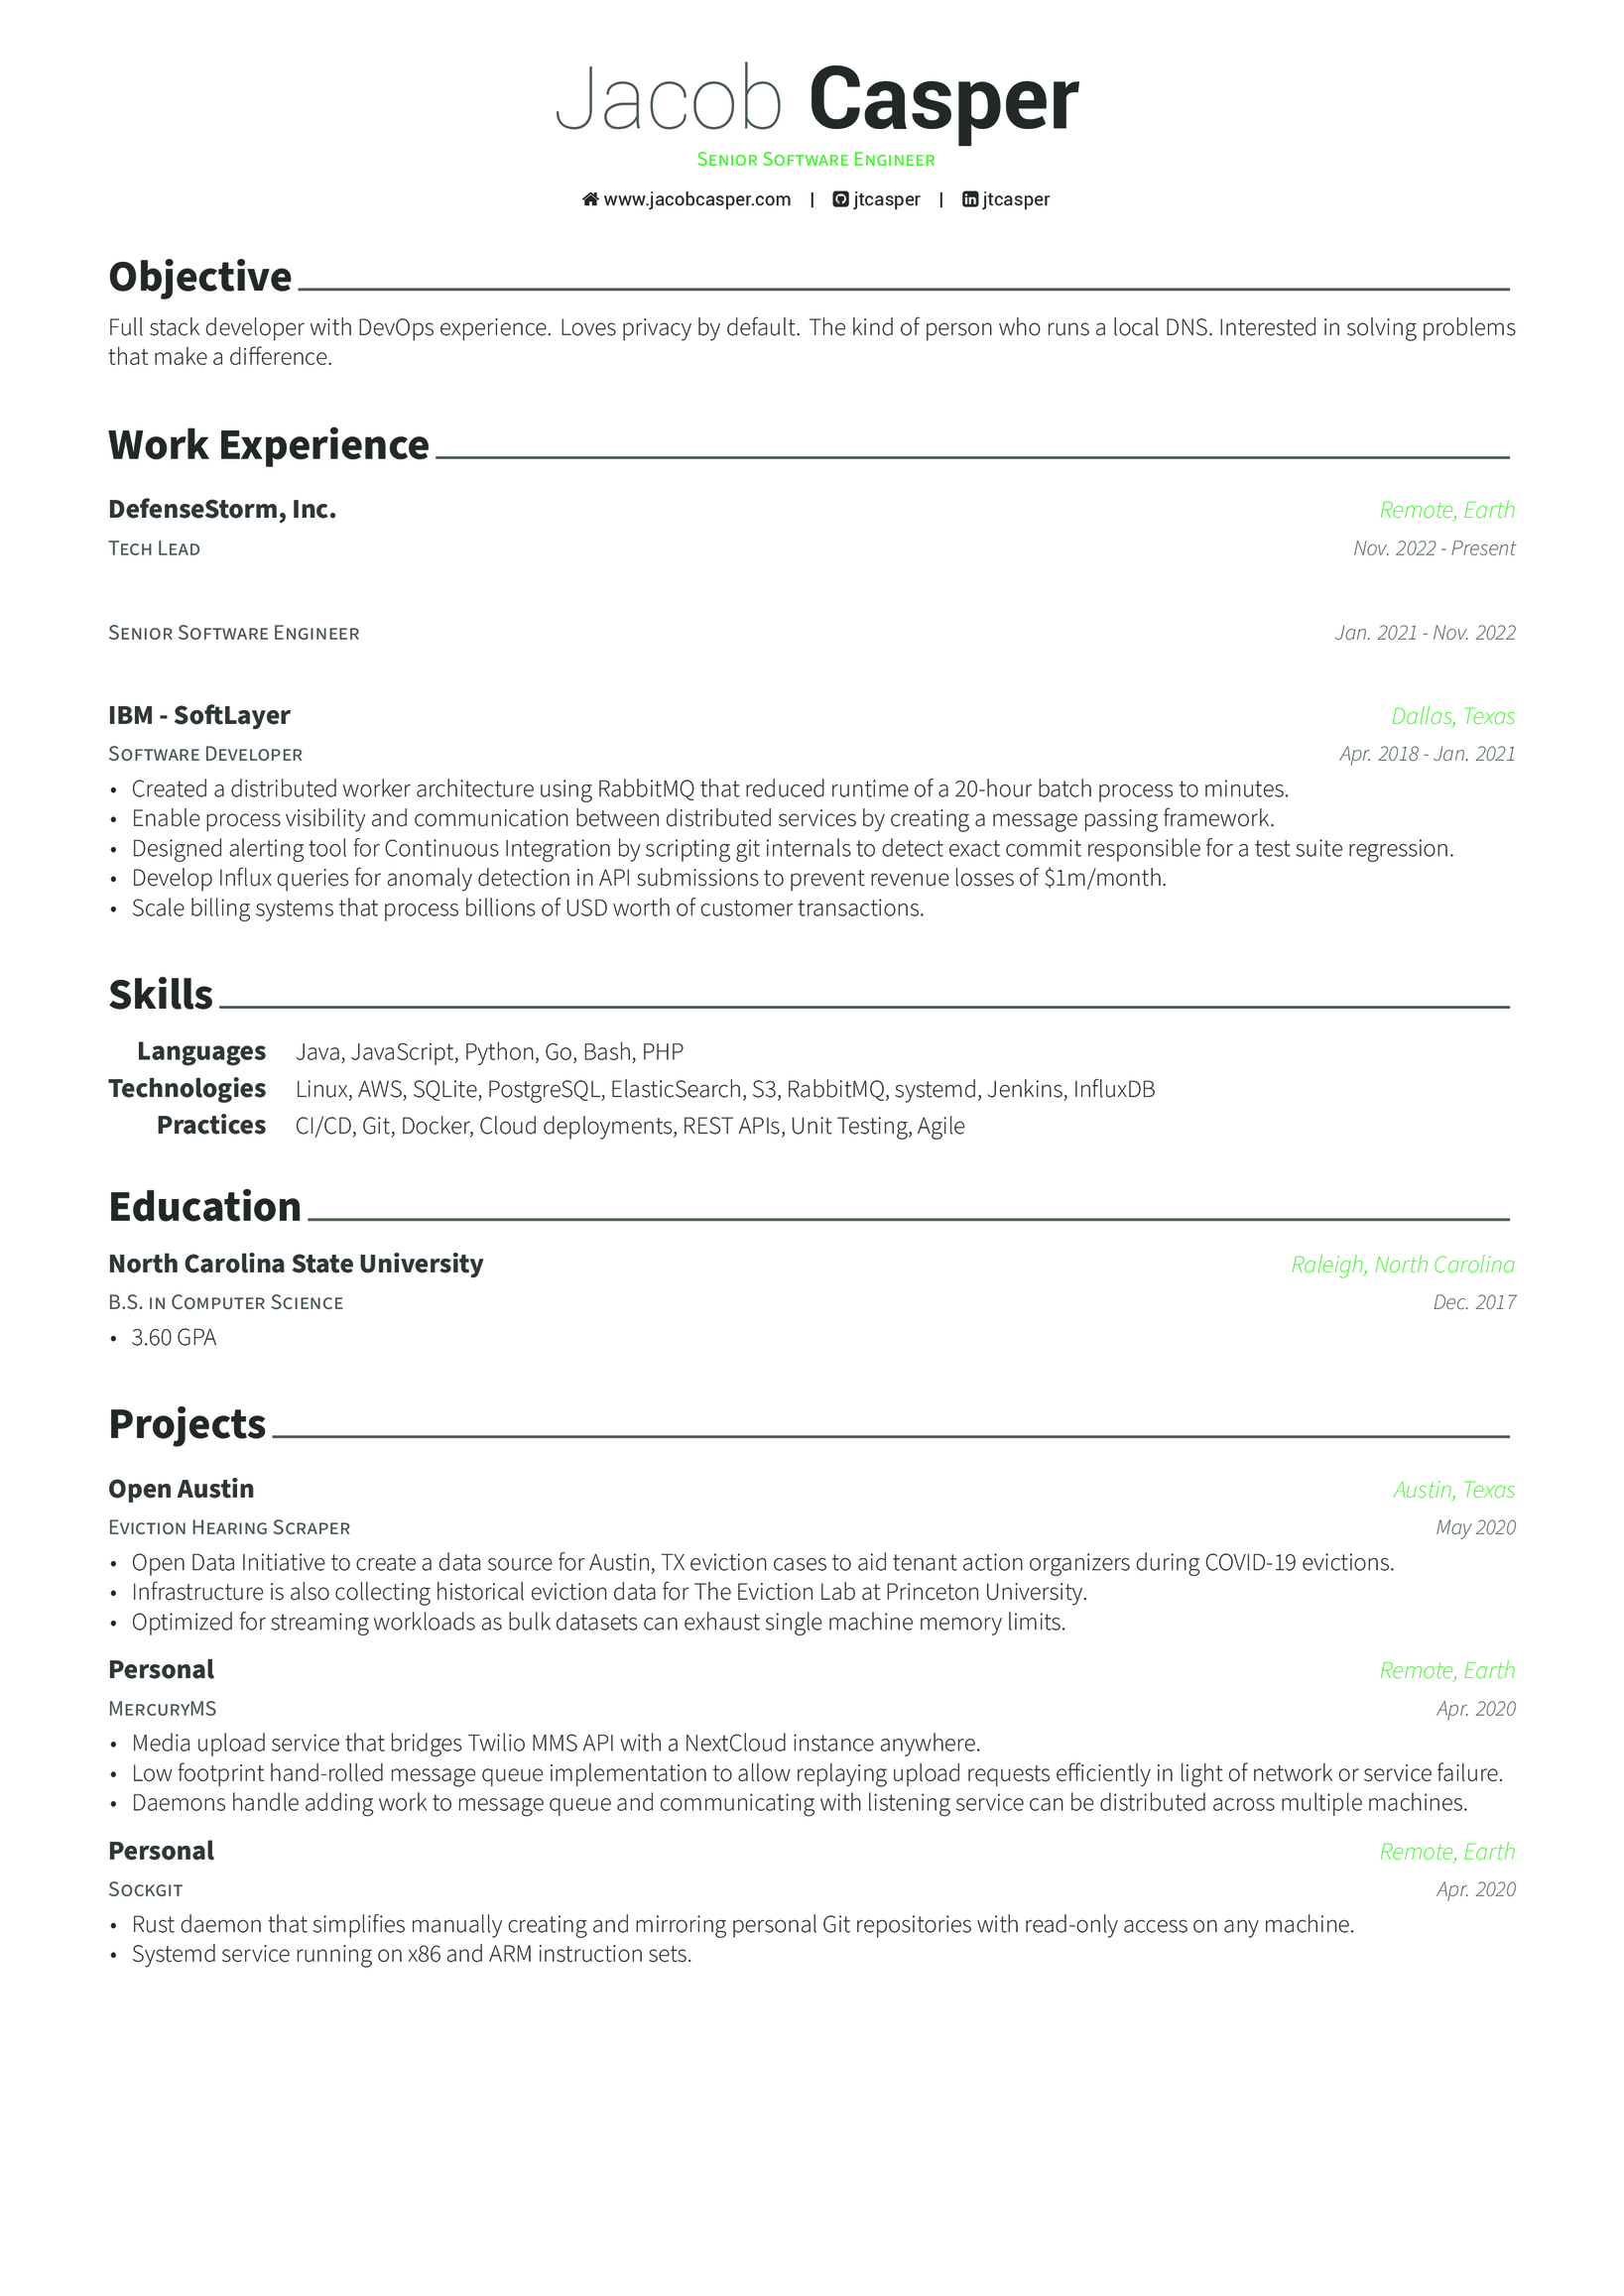 Jacob Casper
Senior Software Engineer
www.jacobcasper.com | jtcasper | jtcasper
Objective
Full stack developer with DevOps experience. Loves privacy by default. The kind of person who runs a local DNS. Interested in solving problems
that make a difference.
Work Experience
DefenseStorm, Inc. Remote, Earth
Tech Lead Nov. 2022 - Present
Senior Software Engineer Jan. 2021 - Nov. 2022
IBM - SoftLayer Dallas, Texas
Software Developer Apr. 2018 - Jan. 2021
• Created a distributed worker architecture using RabbitMQ that reduced runtime of a 20-hour batch process to minutes.
• Enable process visibility and communication between distributed services by creating a message passing framework.
• Designed alerting tool for Continuous Integration by scripting git internals to detect exact commit responsible for a test suite regression.
• Develop Influx queries for anomaly detection in API submissions to prevent revenue losses of $1m/month.
• Scale billing systems that process billions of USD worth of customer transactions.
Skills
Languages Java, JavaScript, Python, Go, Bash, PHP
Technologies Linux, AWS, SQLite, PostgreSQL, ElasticSearch, S3, RabbitMQ, systemd, Jenkins, InfluxDB
Practices CI/CD, Git, Docker, Cloud deployments, REST APIs, Unit Testing, Agile
Education
North Carolina State University Raleigh, North Carolina
B.S. in Computer Science Dec. 2017
• 3.60 GPA
Projects
Open Austin Austin, Texas
Eviction Hearing Scraper May 2020
• Open Data Initiative to create a data source for Austin, TX eviction cases to aid tenant action organizers during COVID-19 evictions.
• Infrastructure is also collecting historical eviction data for The Eviction Lab at Princeton University.
• Optimized for streaming workloads as bulk datasets can exhaust single machine memory limits.
Personal Remote, Earth
MercuryMS Apr. 2020
• Media upload service that bridges Twilio MMS API with a NextCloud instance anywhere.
• Low footprint hand-rolled message queue implementation to allow replaying upload requests efficiently in light of network or service failure.
• Daemons handle adding work to message queue and communicating with listening service can be distributed across multiple machines.
Personal Remote, Earth
Sockgit Apr. 2020
• Rust daemon that simplifies manually creating and mirroring personal Git repositories with read-only access on any machine.
• Systemd service running on x86 and ARM instruction sets.